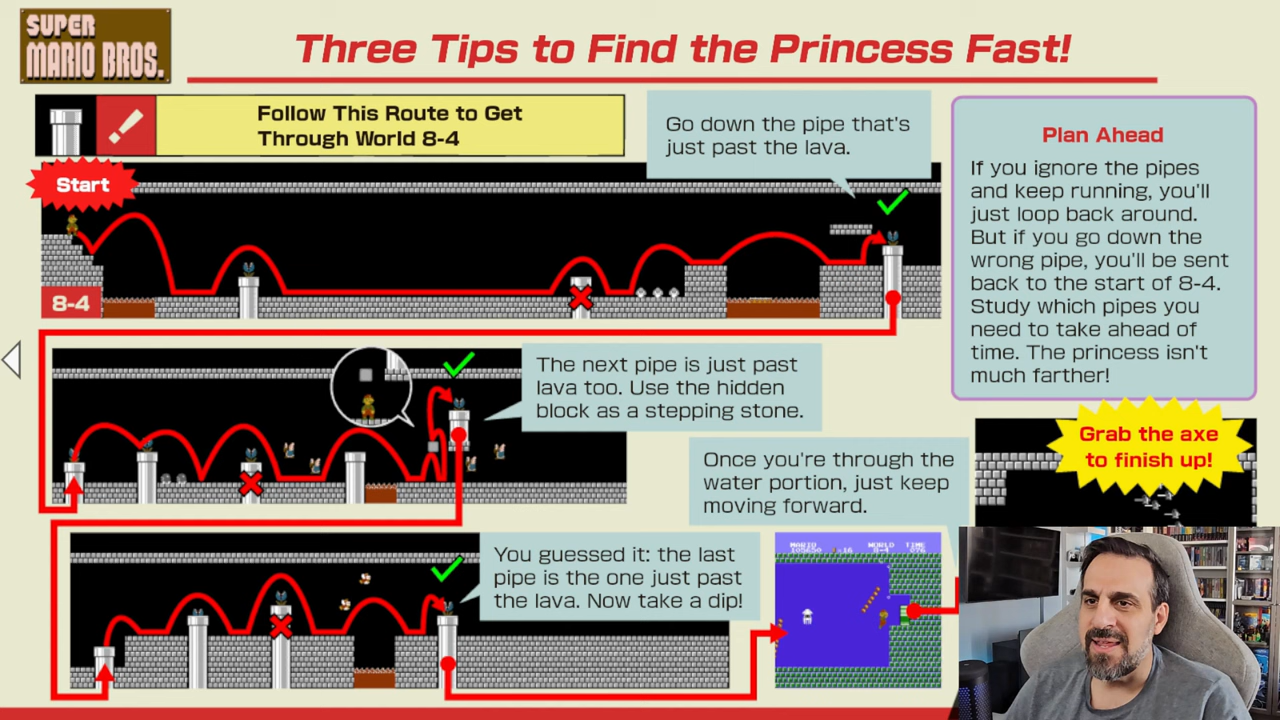 SUPER
MARIO BROS.
Three Tips to Find the Princess Fast!
Follow This Route to Get
Through World 8-4
Go down the pipe that's
just past the lava.
Start
8-4
Plan Ahead
If you ignore the pipes
and keep running, you'll
just loop back around.
But if you go down the
wrong pipe, you'll be sent
back to the start of 8-4.
Study which pipes you
need to take ahead of
time. The princess isn't
much farther!
The next pipe is just past
lava too. Use the hidden
block as a stepping stone.
Grab the axe
to finish up!
Once you're through the
water portion, just keep
moving forward.
You guessed it: the last
pipe is the one just past
the lava. Now take a dip!
MARIO WORLD TIME
8-4